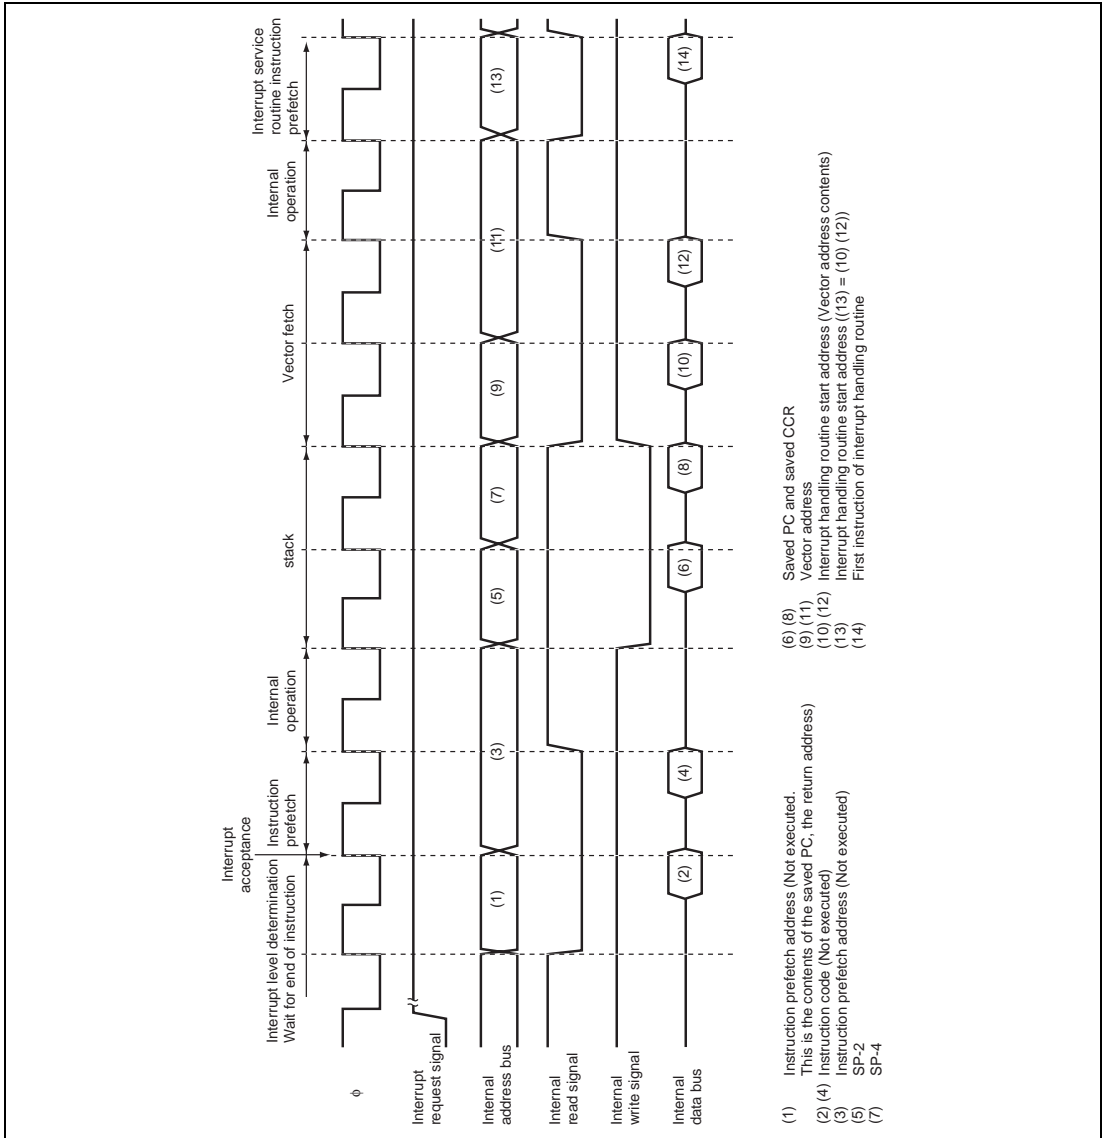 Interrupt
acceptance
Interrupt level determination
Wait for end of instruction
Instruction
prefetch
Internal
operation
stack
Vector fetch
Internal
operation
Interrupt service
routine instruction
prefetch
φ
Interrupt
request signal
Internal
address bus
(1)
(3)
(5)
(7)
(9)
(11)
(13)
Internal
read signal
Internal
write signal
Internal
data bus
(2)
(4)
(6)
(8)
(10)
(12)
(14)
(1) Instruction prefetch address (Not executed.
This is the contents of the saved PC, the return address)
(2) (4) Instruction code (Not executed)
(3) Instruction prefetch address (Not executed)
(5) SP-2
(7) SP-4
(6) (8) Saved PC and saved CCR
(9) (11) Vector address
(10) (12) Interrupt handling routine start address (Vector address contents)
(13) Interrupt handling routine start address ((13) = (10) (12))
(14) First instruction of interrupt handling routine